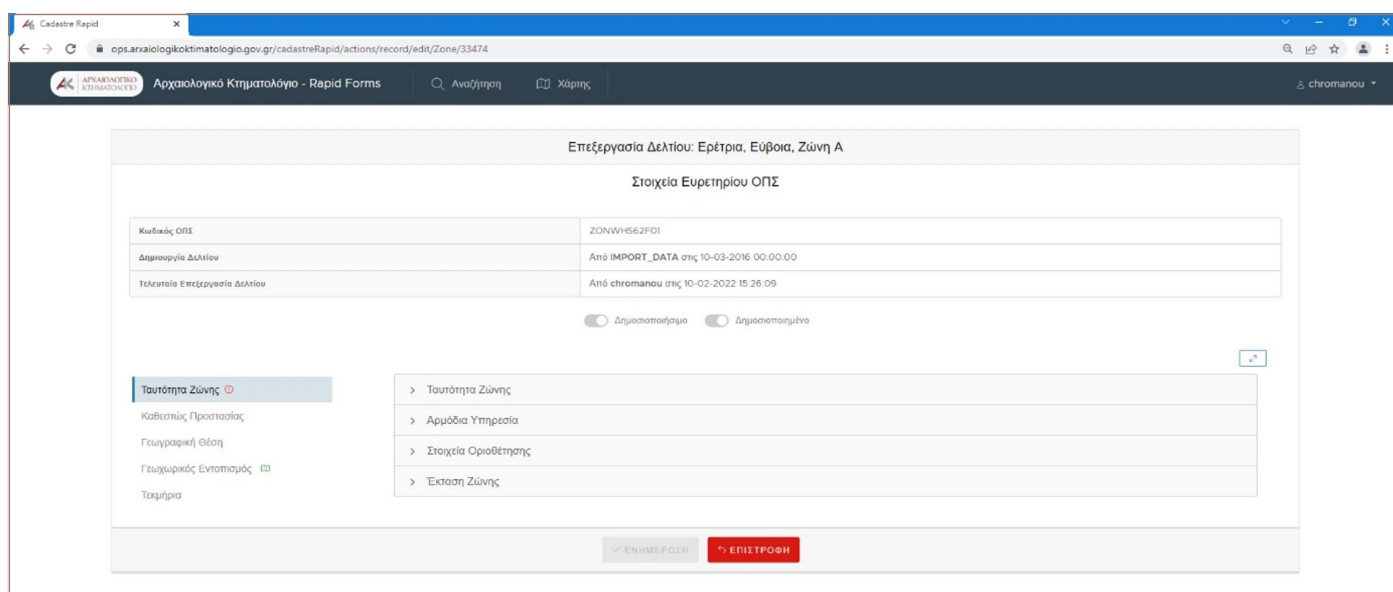 Cadastre Rapid
ops.arxaiologikoktimatologio.gov.gr/cadastreRapid/actions/record/edit/Zone/33474
ΑΡΧΑΙΟΛΟΓΙΚΟ
ΚΤΗΜΑΤΟΛΟΓΙΟ
Αρχαιολογικό Κτηματολόγιο - Rapid Forms Αναζήτηση Χάρτης chromanou
Επεξεργασία Δελτίου: Ερέτρια, Εύβοια, Ζώνη Α
Στοιχεία Ευρετηρίου ΟΠΣ
Κωδικός ΟΠΣ ZONWHS62F01
Δημιουργία Δελτίου Από IMPORT_DATA στις 10-03-2016 00:00:00
Τελευταία Επεξεργασία Δελτίου Από chromanou στις 10-02-2022 15:26:09
Δημοσιοποιήσιμο Δημοσιοποιημένο
Ταυτότητα Ζώνης
Καθεστώς Προστασίας
Γεωγραφική Θέση
Γεωχωρικός Εντοπισμός
Τεκμήρια
Ταυτότητα Ζώνης
Αρμόδια Υπηρεσία
Στοιχεία Οριοθέτησης
Έκταση Ζώνης
ΕΝΗΜΕΡΩΣΗ ΕΠΙΣΤΡΟΦΗ